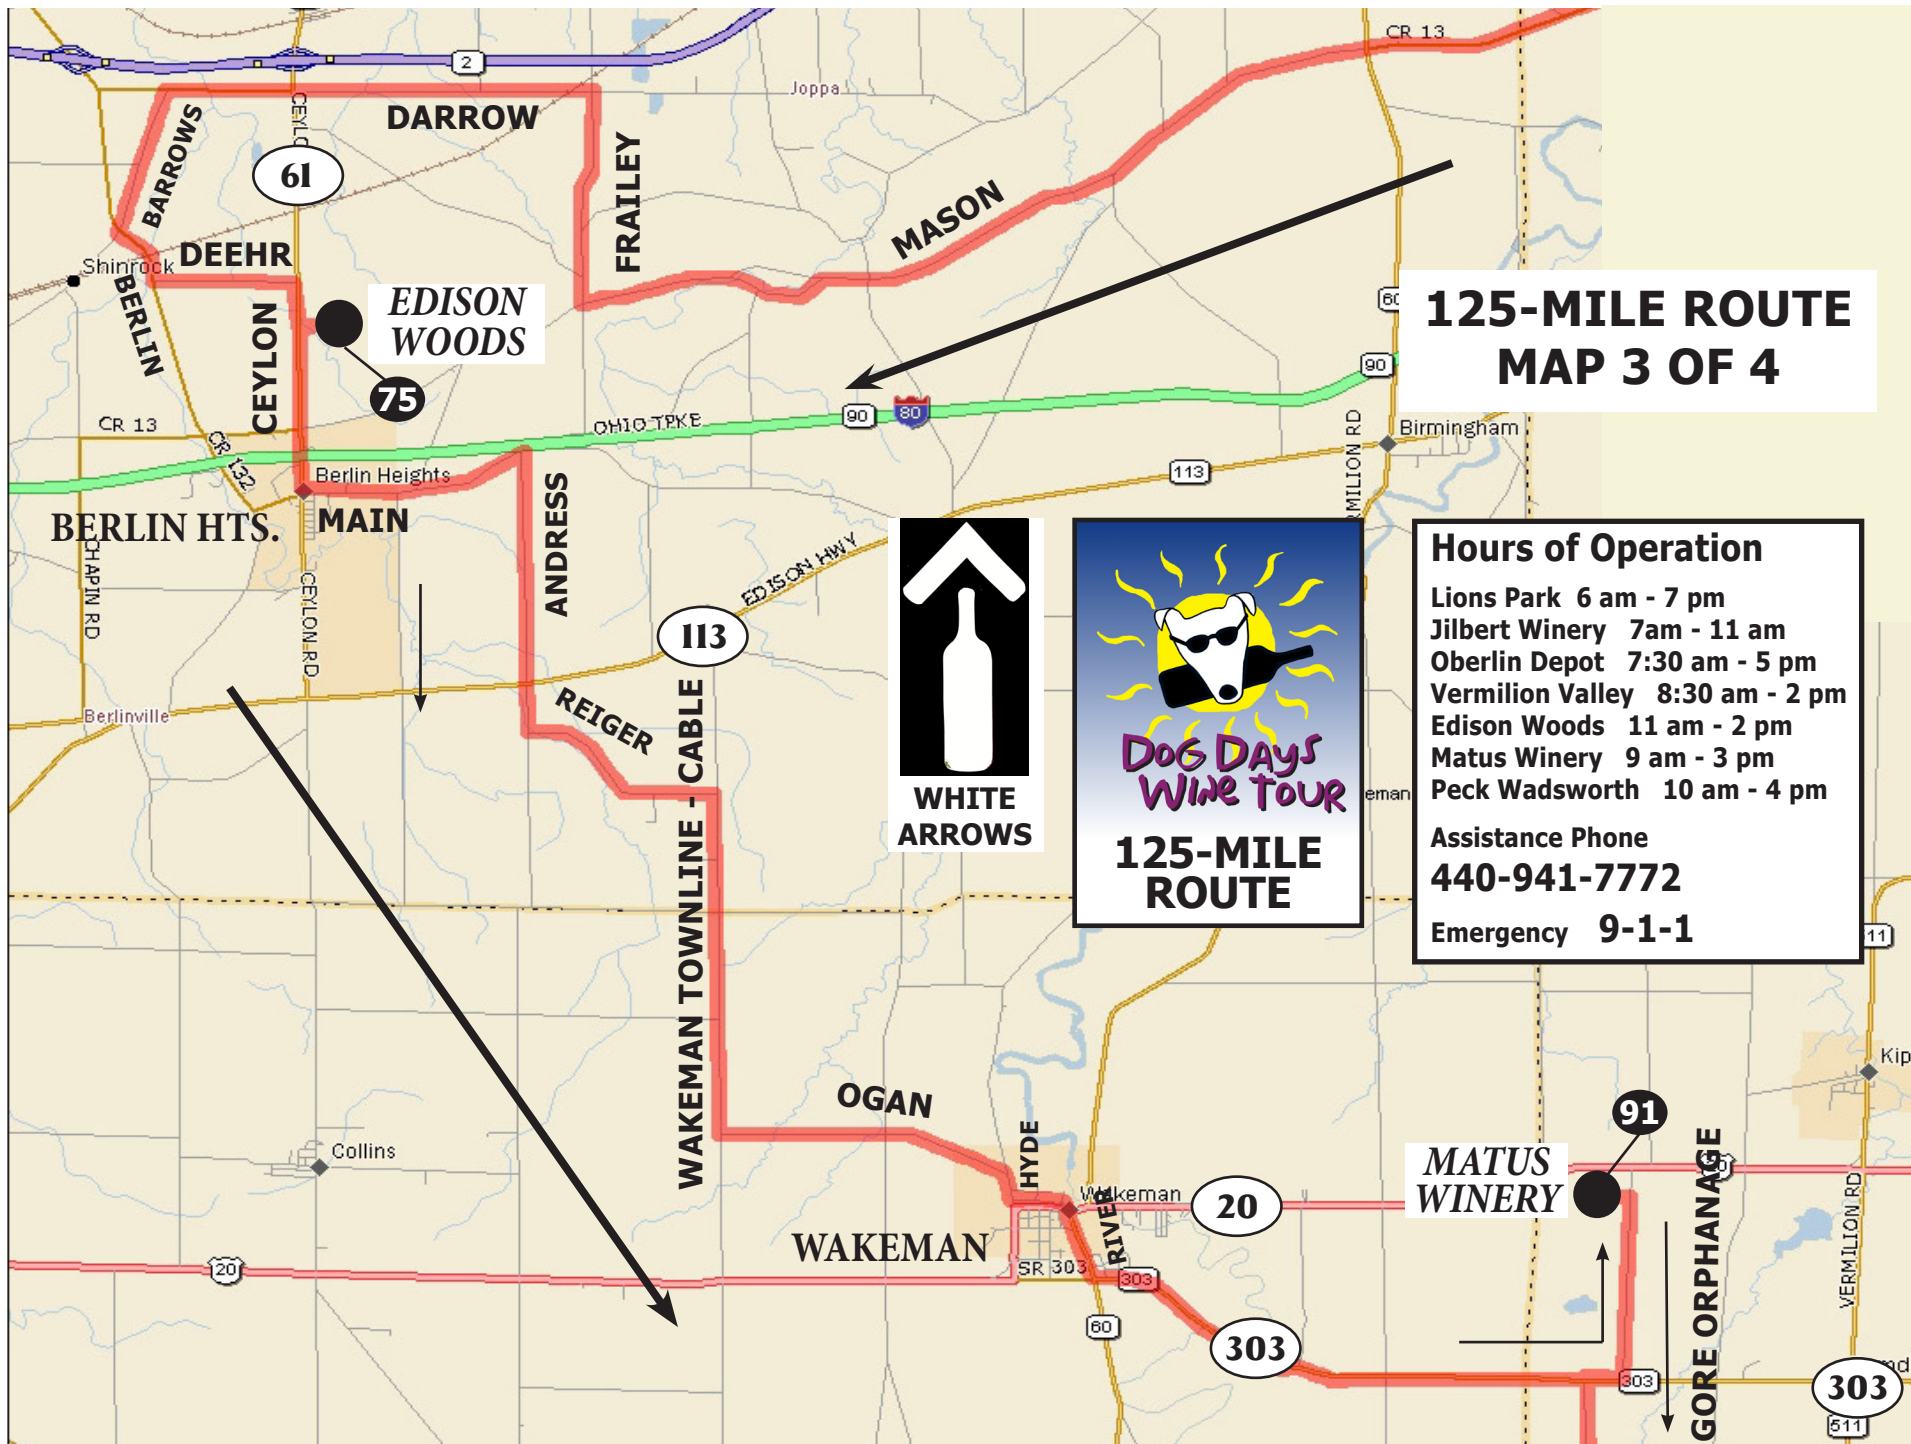 CR 13
2
Joppa
DARROW
CEYLO
BARROWS
61
FRAILEY
MASON
DEEHR
Shinrock
BERLIN
EDISON
WOODS
CEYLON
75
60
125-MILE ROUTE
MAP 3 OF 4
90
90
80
OHIO TPKE
CR 13
CR 132
Birmingham
113
MILION RD
Berlin Heights
BERLIN HTS.
MAIN
ANDRESS
EDISON HWY
CHAPIN RD
CEYLON RD
113
Berlinville
REIGER
WAKEMAN TOWNLINE - CABLE
WHITE
ARROWS
DOG DAYS
WINE TOUR
125-MILE
ROUTE
eman
Hours of Operation
Lions Park 6 am - 7 pm
Jilbert Winery 7am - 11 am
Oberlin Depot 7:30 am - 5 pm
Vermilion Valley 8:30 am - 2 pm
Edison Woods 11 am - 2 pm
Matus Winery 9 am - 3 pm
Peck Wadsworth 10 am - 4 pm
Assistance Phone
440-941-7772
Emergency 9-1-1
11
Kip
OGAN
HYDE
91
Collins
MATUS
WINERY
Wakeman
20
RIVER
WAKEMAN
20
SR 303
303
60
303
GORE ORPHANAGE
VERMILION RD
303
303
511